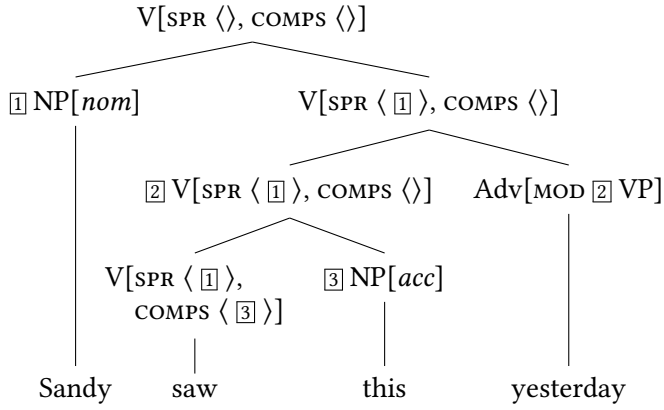 V[SPR ⟨⟩, COMPS ⟨⟩]
1 NP[nom] V[SPR ⟨ 1 ⟩, COMPS ⟨⟩]
2 V[SPR ⟨ 1 ⟩, COMPS ⟨⟩] Adv[MOD 2 VP]
V[SPR ⟨ 1 ⟩, 3 NP[acc]
COMPS ⟨ 3 ⟩]
Sandy saw this yesterday